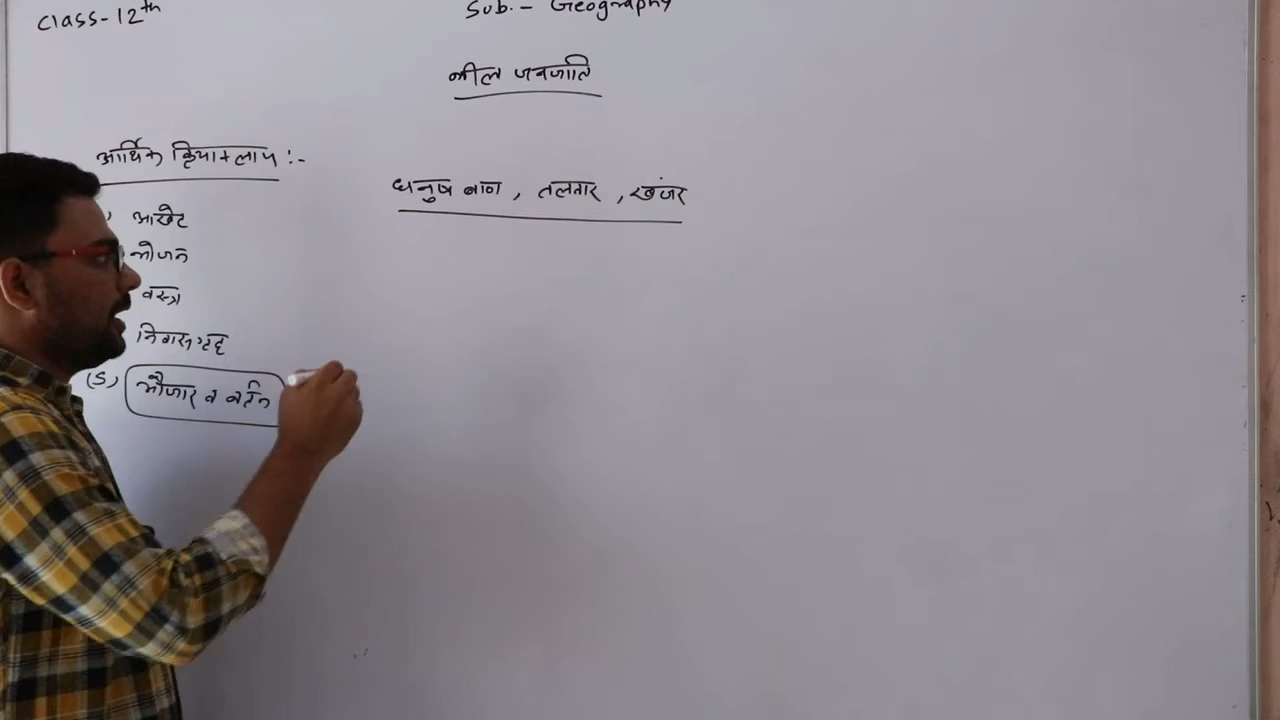 Class-12th
Sub.- Geography
भील जनजाति
आर्थिक क्रियाकलाप :-
धनुष बाण , तलवार , खंजर
आखेट
भोजन
वस्त्र
निवास गृह
(5) औजार व बर्तन